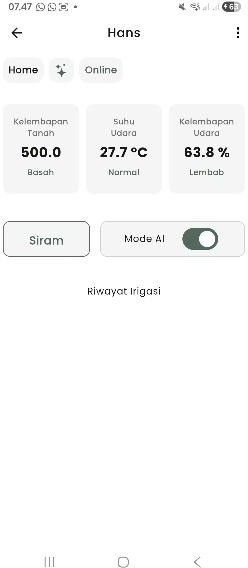 07.47
63
Hans
Home
Online
Kelembapan
Tanah
500.0
Basah
Suhu
Udara
27.7 °C
Normal
Kelembapan
Udara
63.8 %
Lembab
Siram
Mode AI
Riwayat Irigasi